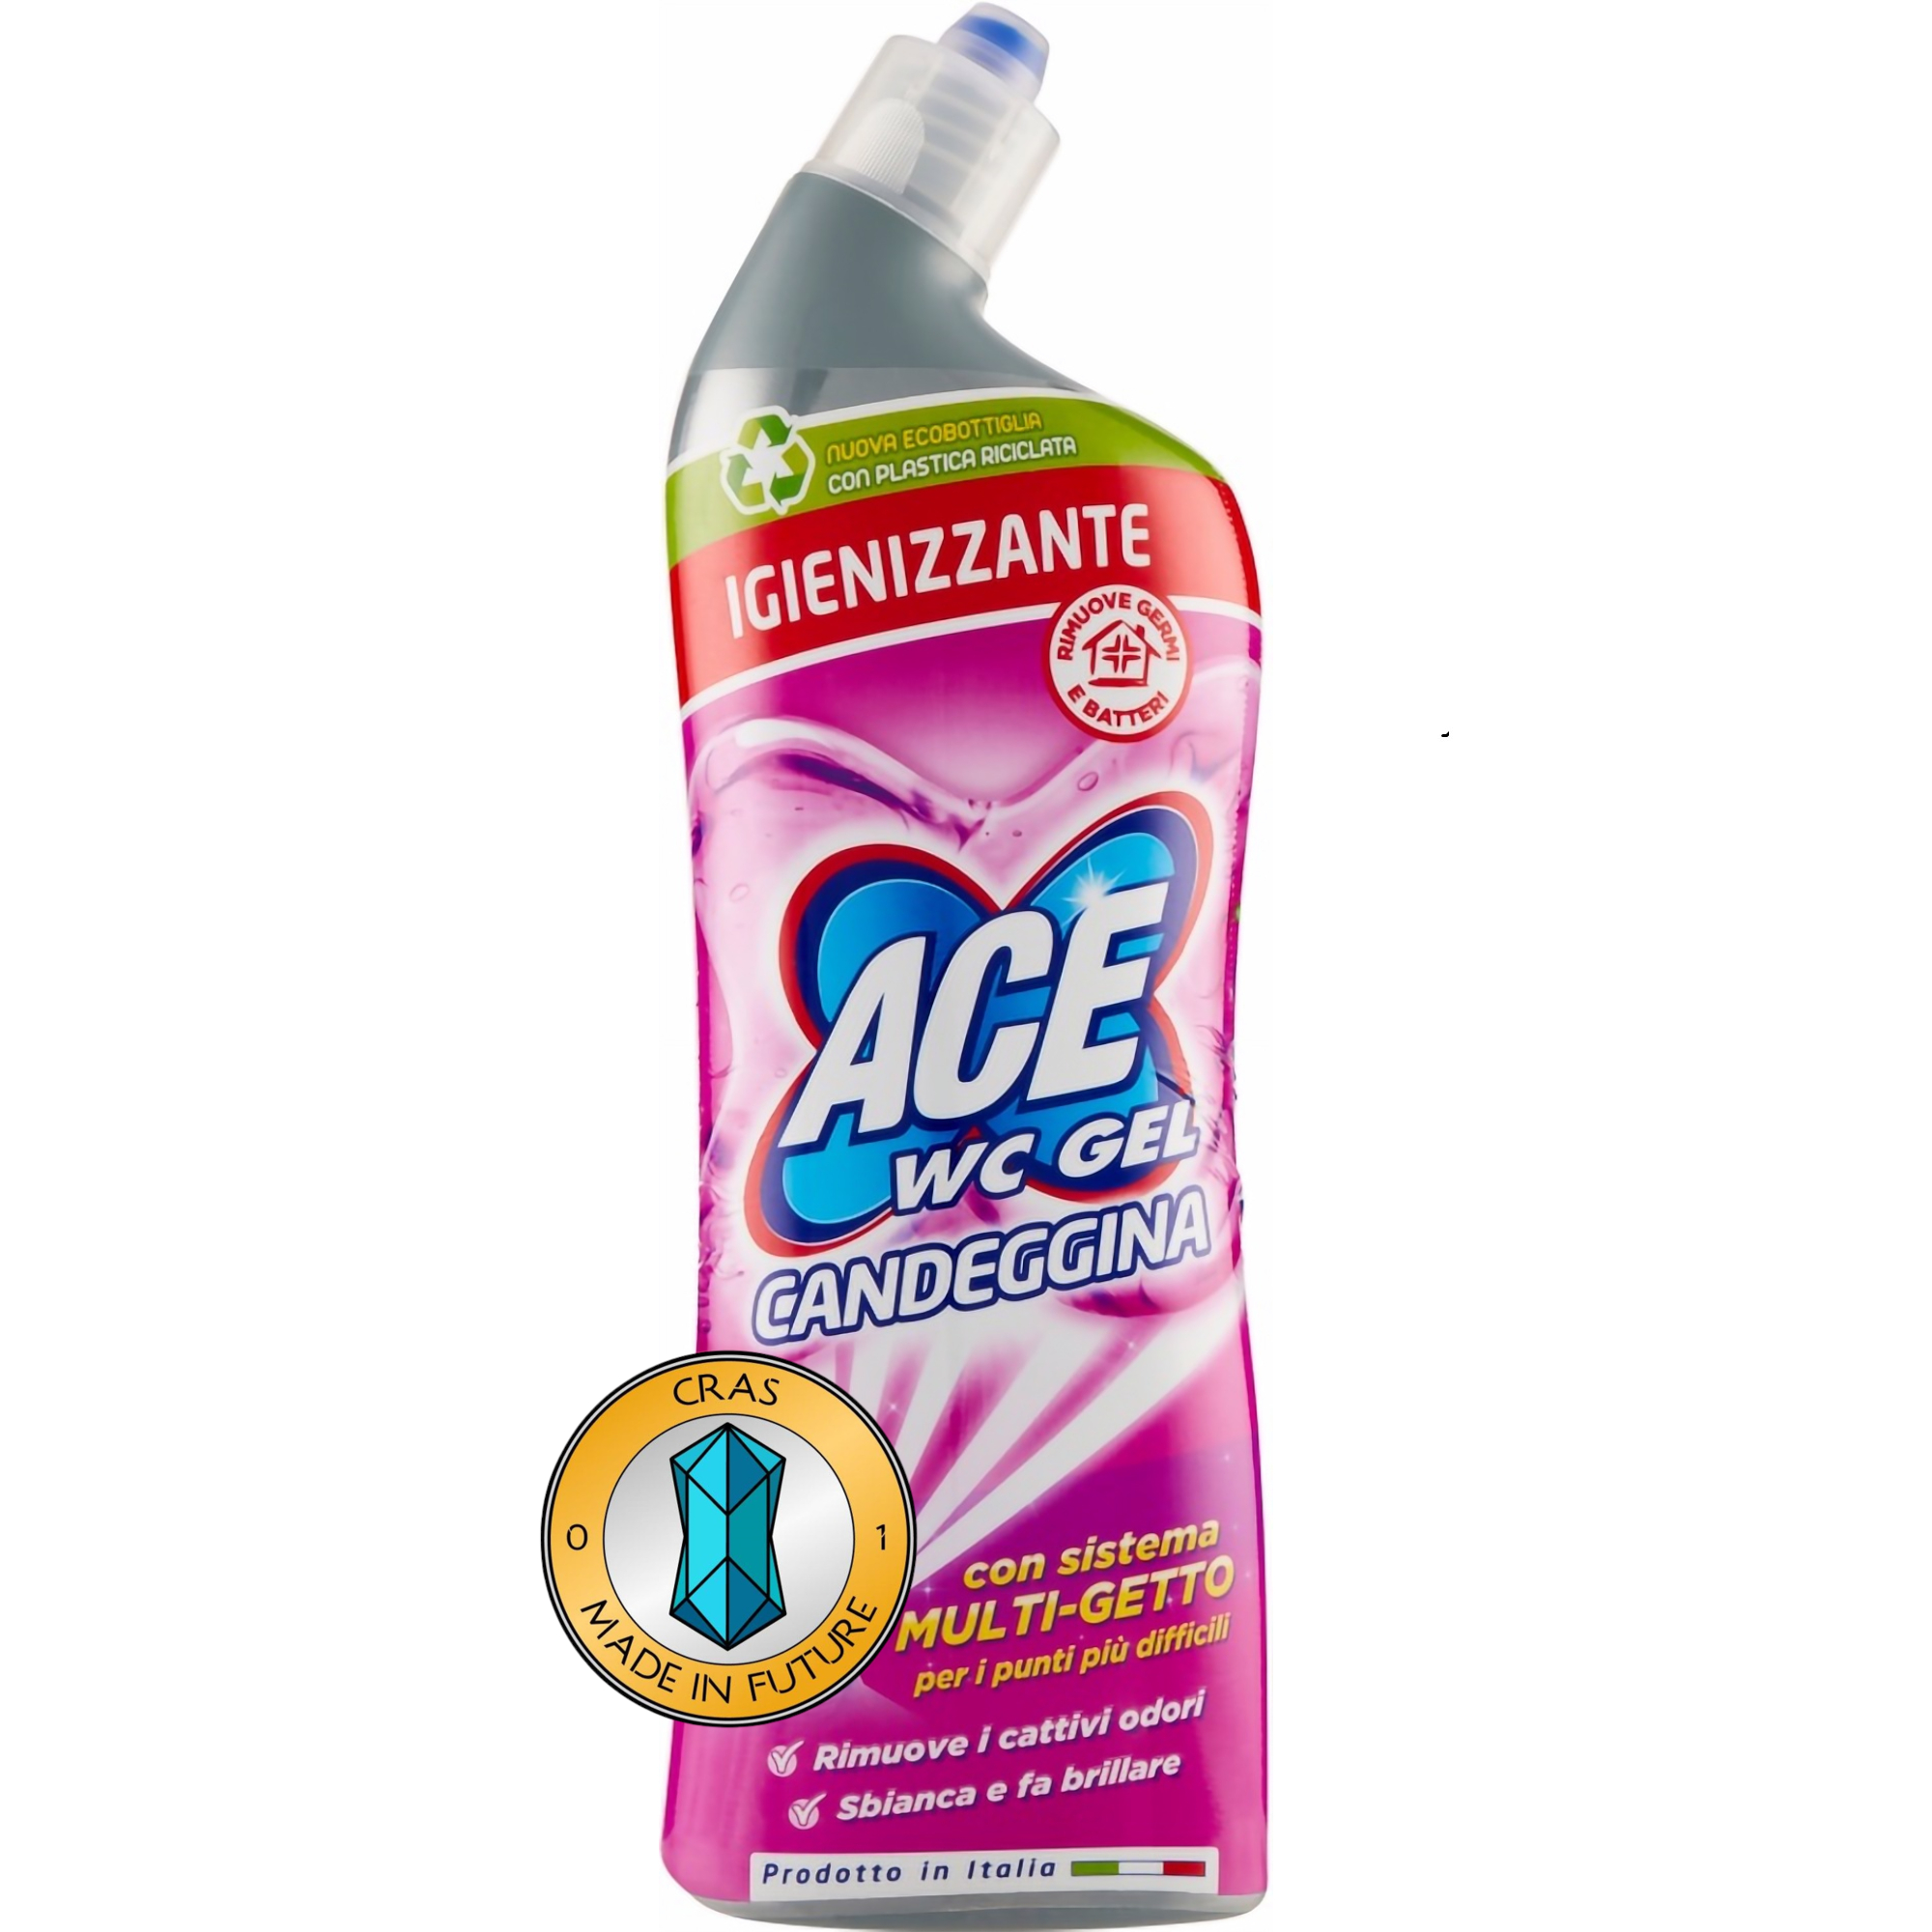 NUOVA ECOBOTTIGLIA
CON PLASTICA RICICLATA
IGIENIZZANTE
RIMUOVE GERMI
E BATTERI
ACE
WC GEL
CANDEGGINA
CRAS
0 1
MADE IN FUTURE
con sistema
MULTI-GETTO
per i punti più difficili
Rimuove i cattivi odori
Sbianca e fa brillare
Prodotto in Italia